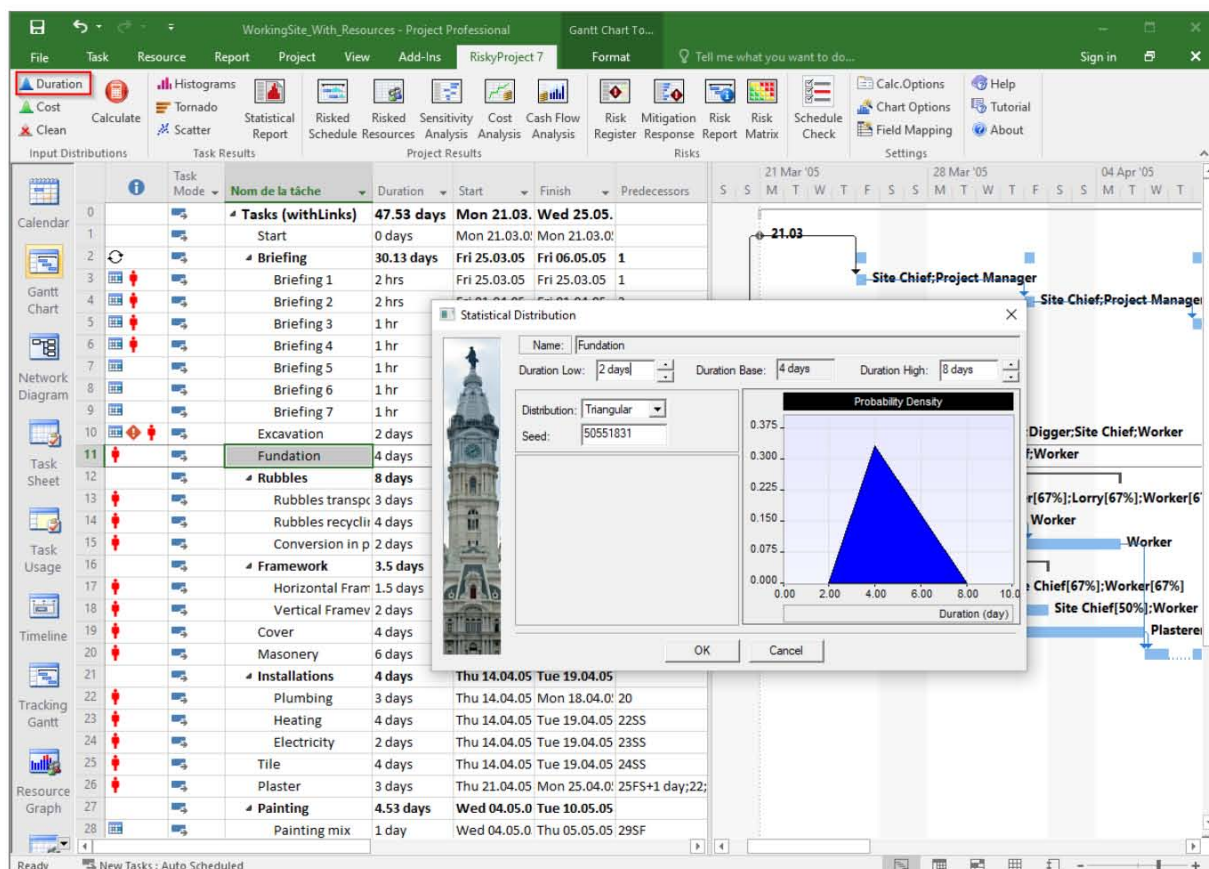 WorkingSite_With_Resources - Project Professional
Gantt Chart To...
File Task Resource Report Project View Add-Ins RiskyProject 7 Format Tell me what you want to do... Sign in
Duration
Cost
Clean
Input Distributions
Calculate
Histograms
Tornado
Scatter
Task Results
Statistical Report
Risked Schedule
Risked Resources
Sensitivity Analysis
Cost Analysis
Cash Flow Analysis
Project Results
Risk Register
Mitigation Response
Risk Report
Risk Matrix
Risks
Schedule Check
Calc.Options
Chart Options
Field Mapping
Settings
Help
Tutorial
About
Calendar
Gantt Chart
Network Diagram
Task Sheet
Task Usage
Timeline
Tracking Gantt
Resource Graph
Task Mode Nom de la tâche Duration Start Finish Predecessors
0 Tasks (withLinks) 47.53 days Mon 21.03. Wed 25.05.
1 Start 0 days Mon 21.03.0 Mon 21.03.0
2 Briefing 30.13 days Fri 25.03.05 Fri 06.05.05 1
3 Briefing 1 2 hrs Fri 25.03.05 Fri 25.03.05 1
4 Briefing 2 2 hrs
5 Briefing 3 1 hr
6 Briefing 4 1 hr
7 Briefing 5 1 hr
8 Briefing 6 1 hr
9 Briefing 7 1 hr
10 Excavation 2 days
11 Fundation 4 days
12 Rubbles 8 days
13 Rubbles transpo 3 days
14 Rubbles recyclin 4 days
15 Conversion in p 2 days
16 Framework 3.5 days
17 Horizontal Fram 1.5 days
18 Vertical Framew 2 days
19 Cover 4 days
20 Masonery 6 days
21 Installations 4 days Thu 14.04.05 Tue 19.04.05
22 Plumbing 3 days Thu 14.04.05 Mon 18.04.0 20
23 Heating 4 days Thu 14.04.05 Tue 19.04.05 22SS
24 Electricity 2 days Thu 14.04.05 Tue 19.04.05 23SS
25 Tile 4 days Thu 14.04.05 Tue 19.04.05 24SS
26 Plaster 3 days Thu 21.04.05 Mon 25.04.0 25FS+1 day;22;
27 Painting 4.53 days Wed 04.05.0 Tue 10.05.05
28 Painting mix 1 day Wed 04.05.0 Thu 05.05.05 29SF
21 Mar '05 28 Mar '05 04 Apr '05
S S M T W T F S S M T W T F S S M T W T
21.03
Site Chief;Project Manager
Site Chief;Project Manage
Digger;Site Chief;Worker
f;Worker
r[67%];Lorry[67%];Worker[6
Worker
Worker
Chief[67%];Worker[67%]
Site Chief[50%];Worker
Plasterer
Statistical Distribution
Name: Fundation
Duration Low: 2 days Duration Base: 4 days Duration High: 8 days
Distribution: Triangular
Seed: 50551831
Probability Density
0.375
0.300
0.225
0.150
0.075
0.000
0.00 2.00 4.00 6.00 8.00 10.0
Duration (day)
OK Cancel
Ready New Tasks : Auto Scheduled